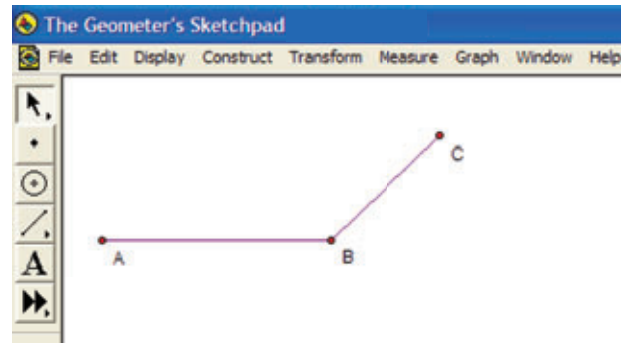 The Geometer's Sketchpad
File Edit Display Construct Transform Measure Graph Window Help
A
C
A B